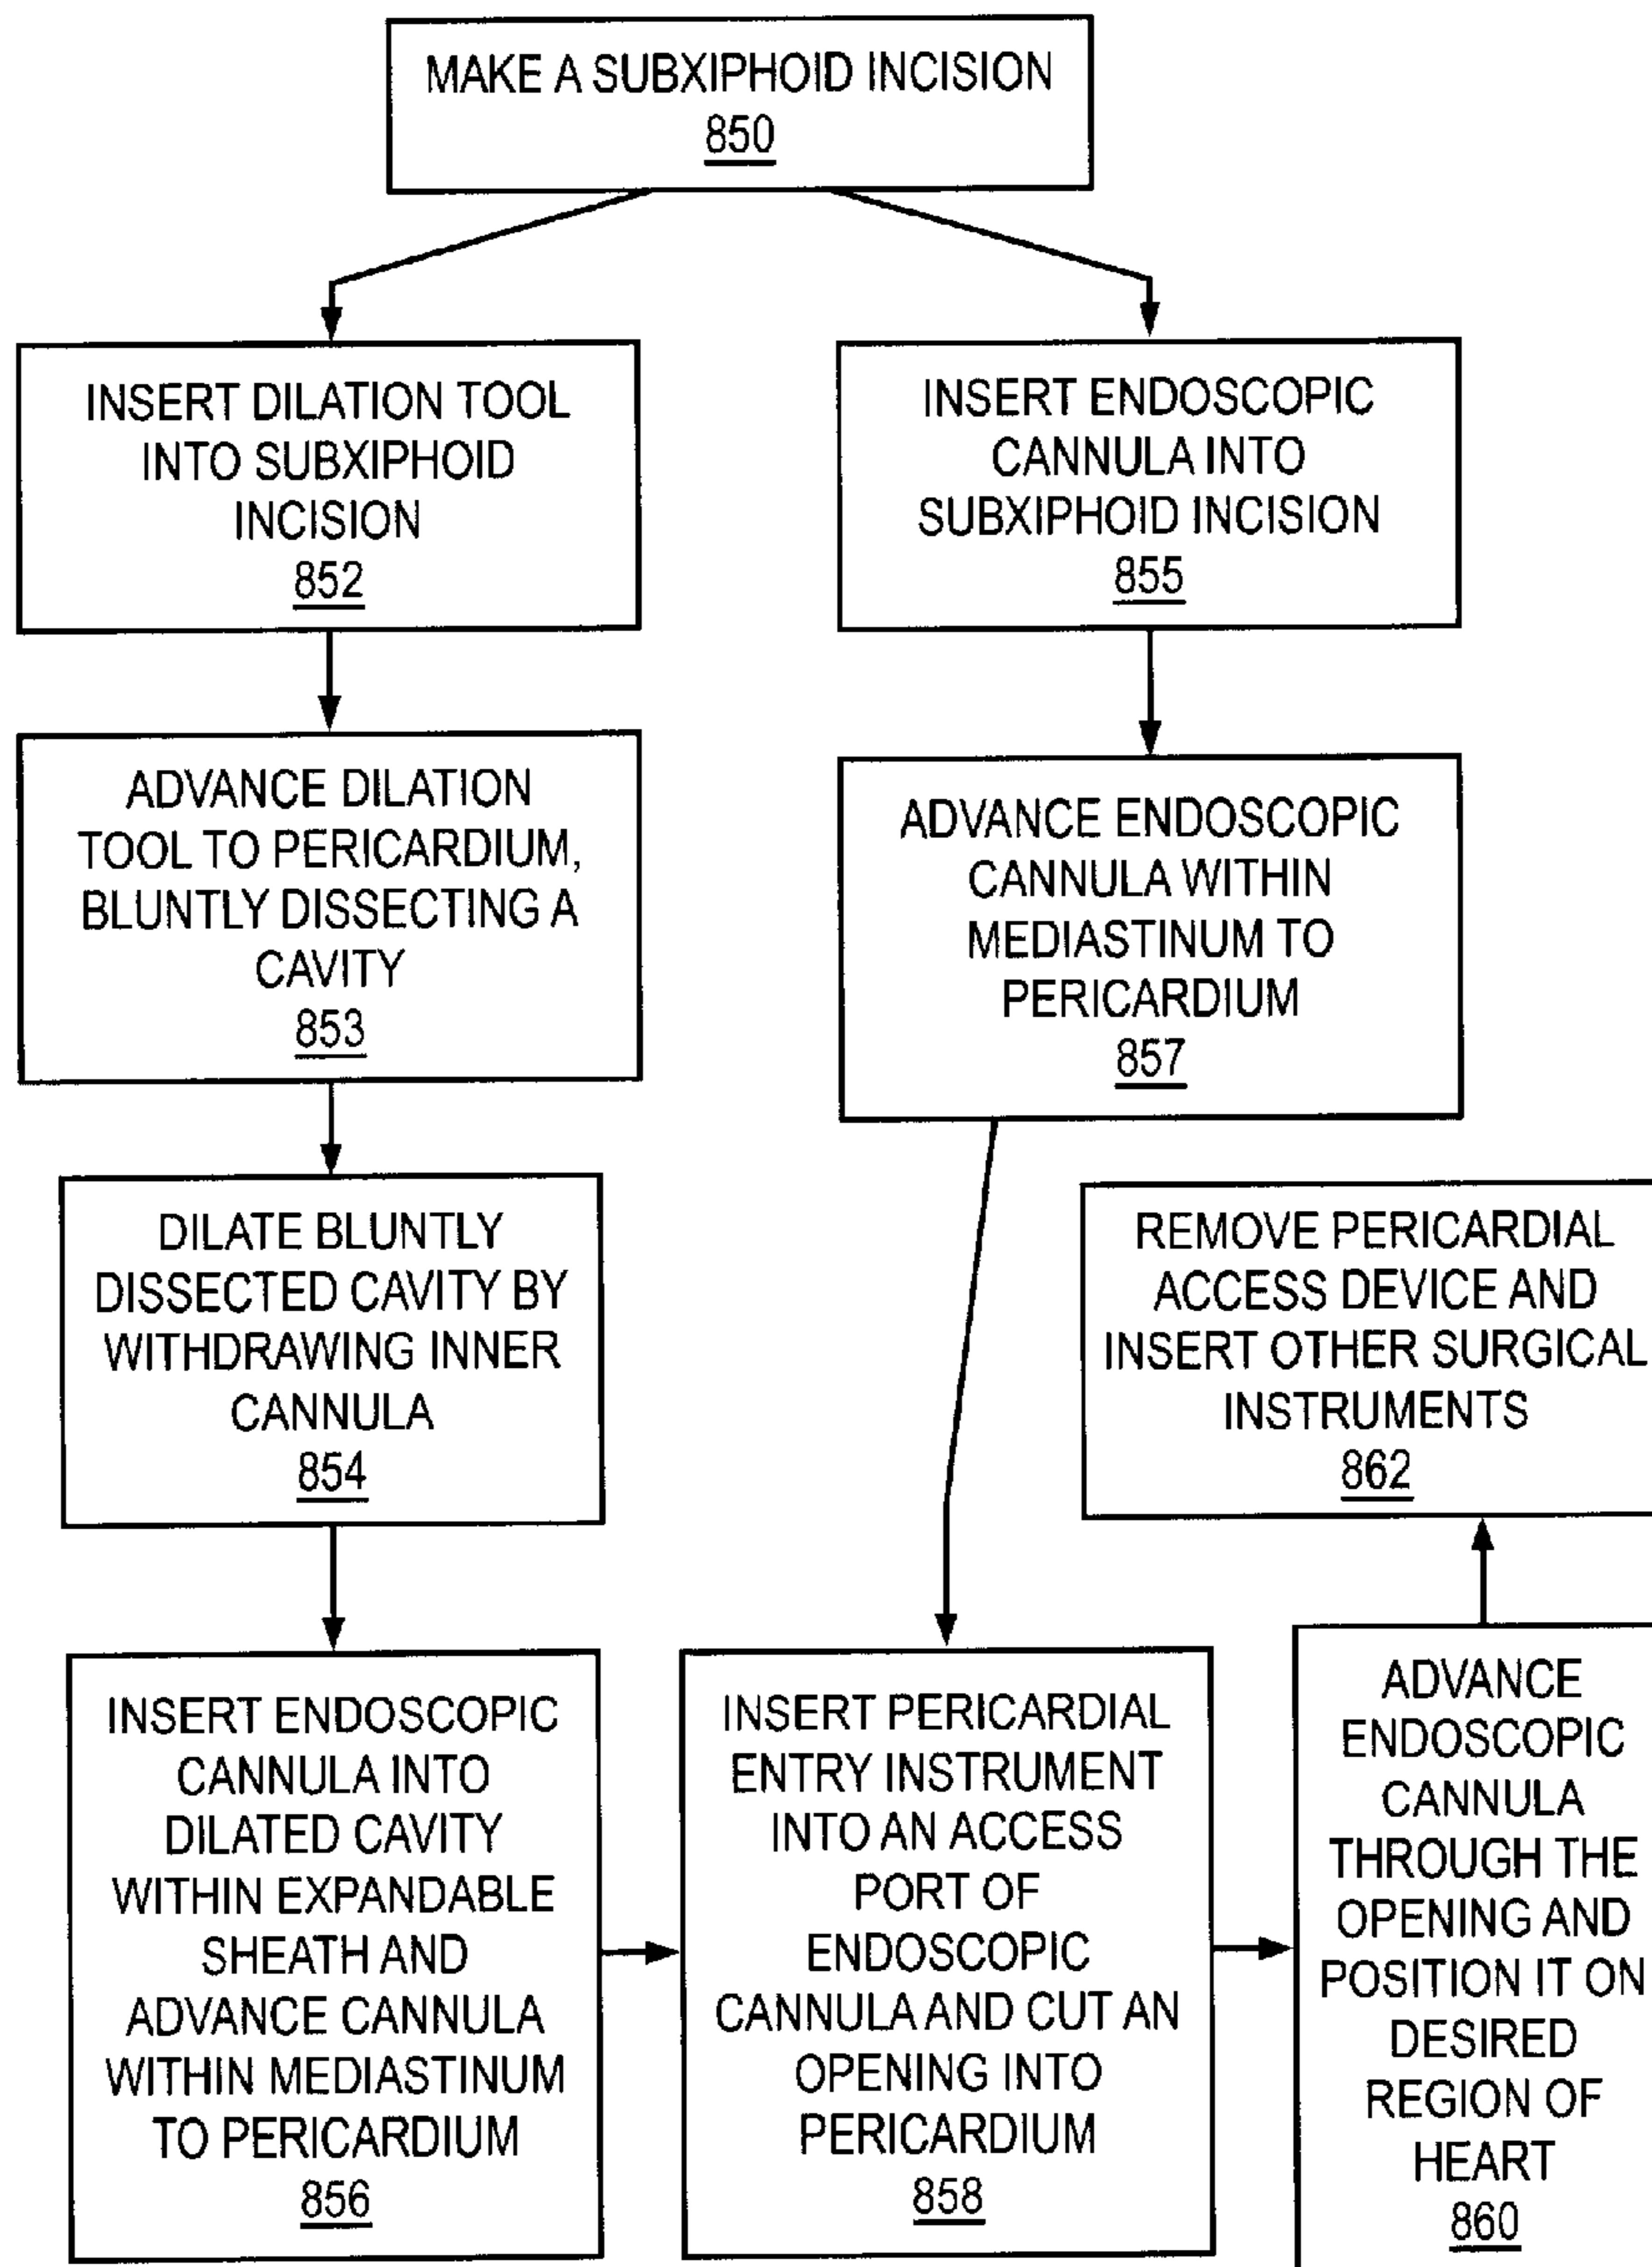 MAKE A SUBXIPHOID INCISION
850
INSERT DILATION TOOL
INTO SUBXIPHOID
INCISION
852
INSERT ENDOSCOPIC
CANNULA INTO
SUBXIPHOID INCISION
855
ADVANCE DILATION
TOOL TO PERICARDIUM,
BLUNTLY DISSECTING A
CAVITY
853
ADVANCE ENDOSCOPIC
CANNULA WITHIN
MEDIASTINUM TO
PERICARDIUM
857
DILATE BLUNTLY
DISSECTED CAVITY BY
WITHDRAWING INNER
CANNULA
854
REMOVE PERICARDIAL
ACCESS DEVICE AND
INSERT OTHER SURGICAL
INSTRUMENTS
862
INSERT ENDOSCOPIC
CANNULA INTO
DILATED CAVITY
WITHIN EXPANDABLE
SHEATH AND
ADVANCE CANNULA
WITHIN MEDIASTINUM
TO PERICARDIUM
856
INSERT PERICARDIAL
ENTRY INSTRUMENT
INTO AN ACCESS
PORT OF
ENDOSCOPIC
CANNULA AND CUT AN
OPENING INTO
PERICARDIUM
858
ADVANCE
ENDOSCOPIC
CANNULA
THROUGH THE
OPENING AND
POSITION IT ON
DESIRED
REGION OF
HEART
860